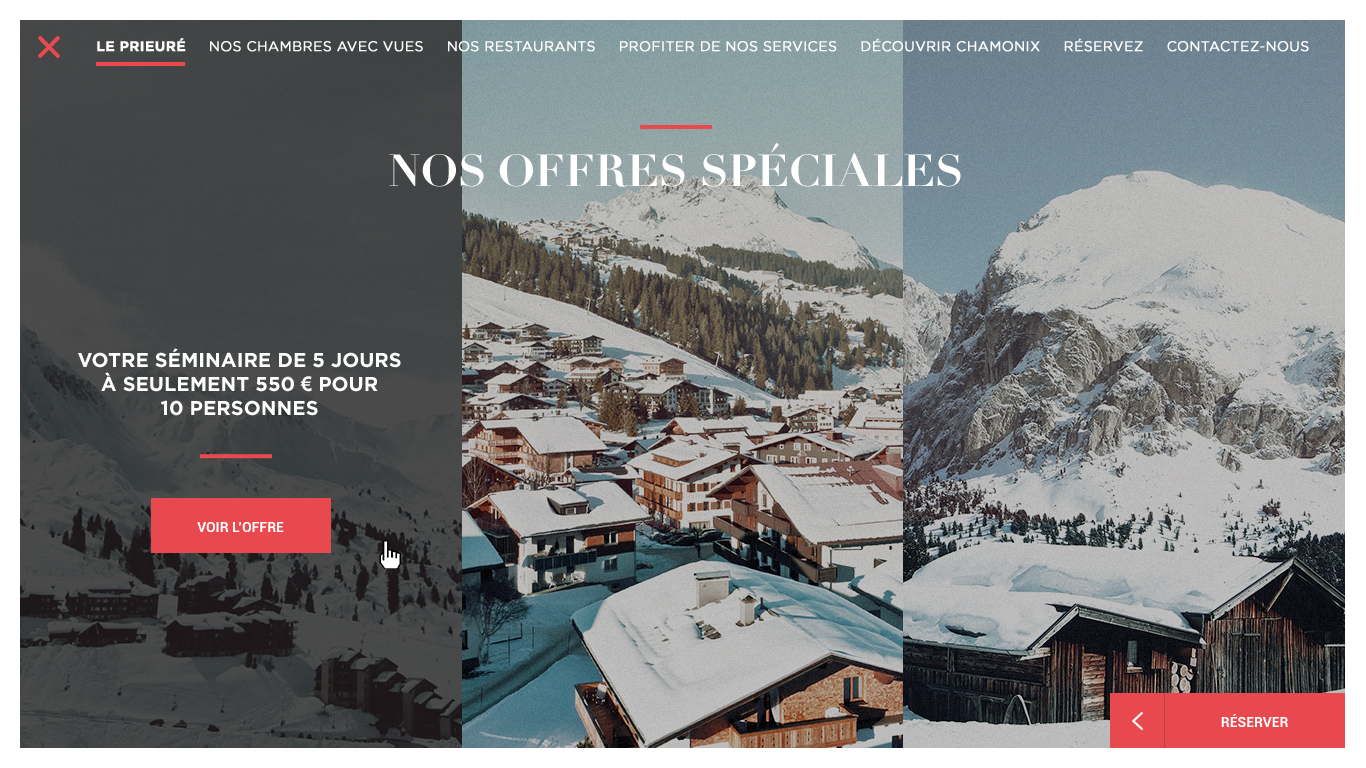 LE PRIEURÉ NOS CHAMBRES AVEC VUES NOS RESTAURANTS PROFITER DE NOS SERVICES DÉCOUVRIR CHAMONIX RÉSERVEZ CONTACTEZ-NOUS
NOS OFFRES SPÉCIALES
VOTRE SÉMINAIRE DE 5 JOURS
À SEULEMENT 550 € POUR
10 PERSONNES
VOIR L'OFFRE
RÉSERVER